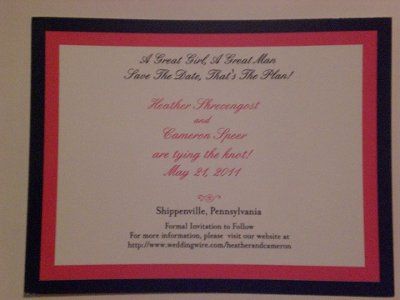 A Great Girl, A Great Man
Save The Date, That's The Plan!
Heather Shrecengost
and
Cameron Speer
are tying the knot!
May 21, 2011
Shippenville, Pennsylvania
Formal Invitation to Follow
For more information, please visit our website at
http://www.weddingwire.com/heatherandcameron